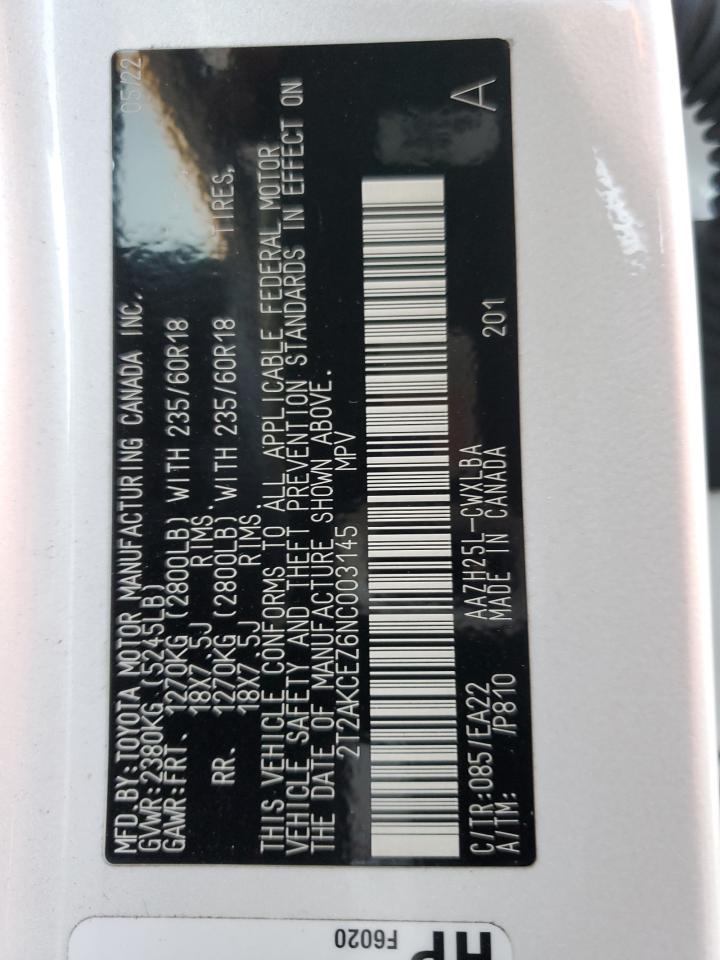 MFD.BY:TOYOTA MOTOR MANUFACTURING CANADA INC. 05/22
GVWR:2380KG (5245LB)
GAWR:FRT. 1270KG (2800LB) WITH 235/60R18
18X7.5J RIMS,
RR. 1270KG (2800LB) WITH 235/60R18 TIRES,
18X7.5J RIMS.
THIS VEHICLE CONFORMS TO ALL APPLICABLE FEDERAL MOTOR
VEHICLE SAFETY AND THEFT PREVENTION STANDARDS IN EFFECT ON
THE DATE OF MANUFACTURE SHOWN ABOVE.
2T2AKCEZ6NC003145 MPV
C/TR:085/EA22 AAZH25L-CWXLBA 201 A
A/TM: /P810 MADE IN CANADA
F6020